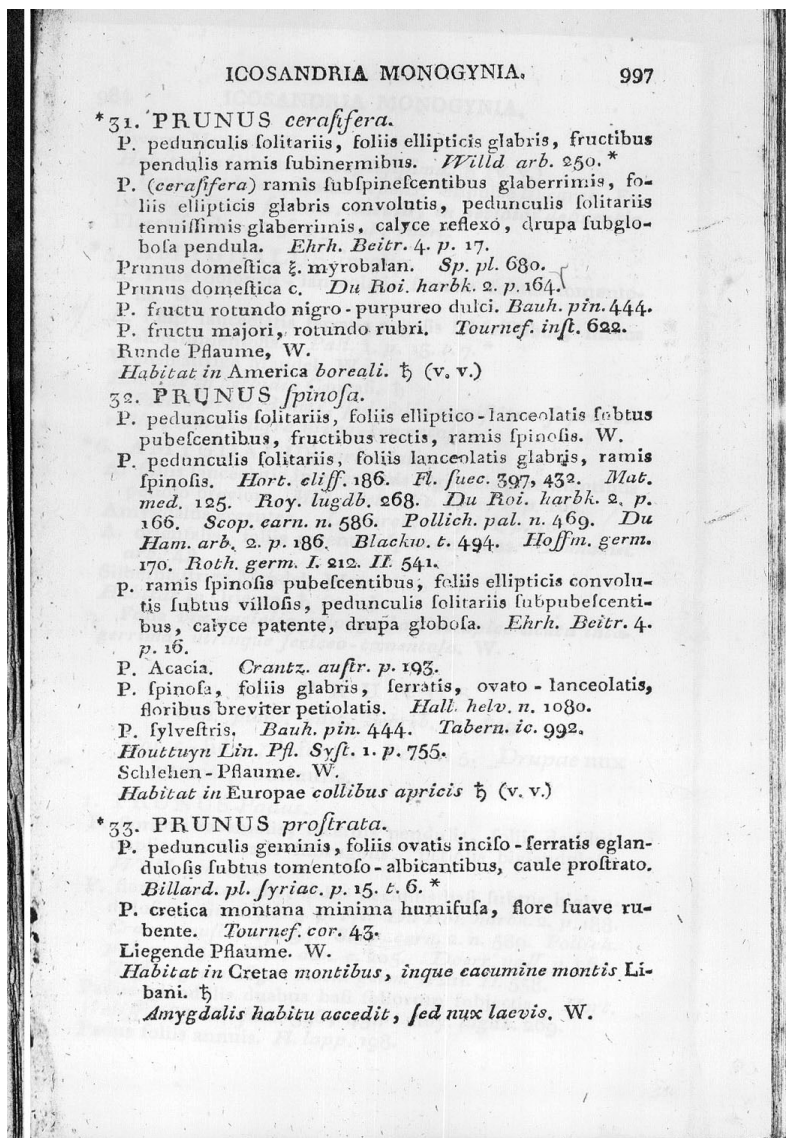 ICOSANDRIA MONOGYNIA. 997
*31. PRUNUS ceraſifera.
P. pedunculis ſolitariis, foliis ellipticis glabris, fructibus
pendulis ramis ſubinermibus. Willd arb. 250. *
P. (ceraſifera) ramis ſubſpineſcentibus glaberrimis, fo-
liis ellipticis glabris convolutis, pedunculis ſolitariis
tenuiſſimis glaberrimis, calyce reflexo, drupa ſubglo-
boſa pendula. Ehrh. Beitr. 4. p. 17.
Prunus domeſtica ξ. myrobalan. Sp. pl. 680.
Prunus domeſtica c. Du Roi. harbk. 2. p. 164.
P. fructu rotundo nigro-purpureo dulci. Bauh. pin. 444.
P. fructu majori, rotundo rubri. Tournef. inſt. 622.
Runde Pflaume, W.
Habitat in America boreali. ♄ (v. v.)
32. PRUNUS ſpinoſa.
P. pedunculis ſolitariis, foliis elliptico-lanceolatis ſubtus
pubeſcentibus, fructibus rectis, ramis ſpinoſis. W.
P. pedunculis ſolitariis, foliis lanceolatis glabris, ramis
ſpinoſis. Hort. cliff. 186. Fl. ſuec. 397, 432. Mat.
med. 125. Roy. lugdb. 268. Du Roi. harbk. 2. p.
166. Scop. carn. n. 586. Pollich. pal. n. 469. Du
Ham. arb. 2. p. 186. Blackw. t. 494. Hoffm. germ.
170. Roth. germ. I. 212. II. 541.
P. ramis ſpinoſis pubeſcentibus, foliis ellipticis convolu-
tis ſubtus villoſis, pedunculis ſolitariis ſubpubeſcenti-
bus, calyce patente, drupa globoſa. Ehrh. Beitr. 4.
p. 16.
P. Acacia. Crantz. auſtr. p. 193.
P. ſpinoſa, foliis glabris, ſerratis, ovato-lanceolatis,
floribus breviter petiolatis. Hall. helv. n. 1080.
P. ſylveſtris. Bauh. pin. 444. Tabern. ic. 992.
Houttuyn Lin. Pfl. Syſt. 1. p. 755.
Schlehen-Pflaume. W.
Habitat in Europae collibus apricis ♄ (v. v.)
*33. PRUNUS proſtrata.
P. pedunculis geminis, foliis ovatis inciſo-ſerratis eglan-
duloſis ſubtus tomentoſo-albicantibus, caule proſtrato.
Billard. pl. ſyriac. p. 15. t. 6. *
P. cretica montana minima humifuſa, flore ſuave ru-
bente. Tournef. cor. 43.
Liegende Pflaume. W.
Habitat in Cretae montibus, inque cacumine montis Li-
bani. ♄
Amygdalis habitu accedit, ſed nux laevis. W.